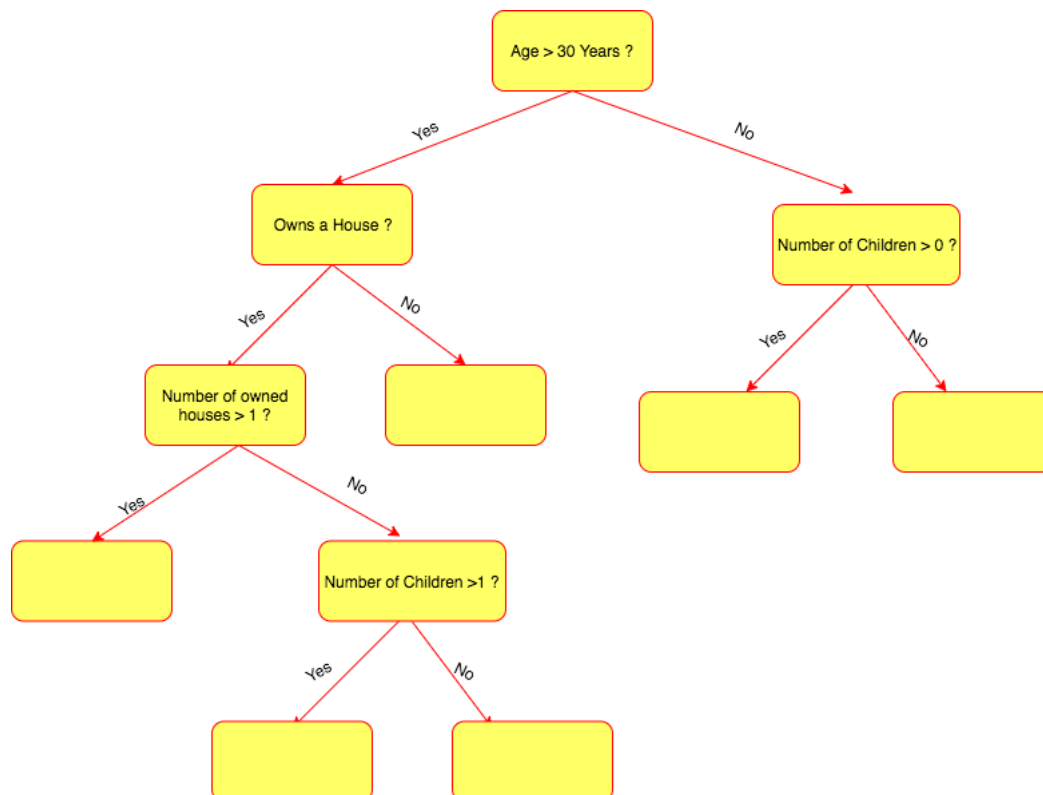 Age > 30 Years ?
Yes
No
Owns a House ?
Number of Children > 0 ?
Yes
No
Yes
No
Number of owned
houses > 1 ?
Yes
No
Number of Children >1 ?
Yes
No